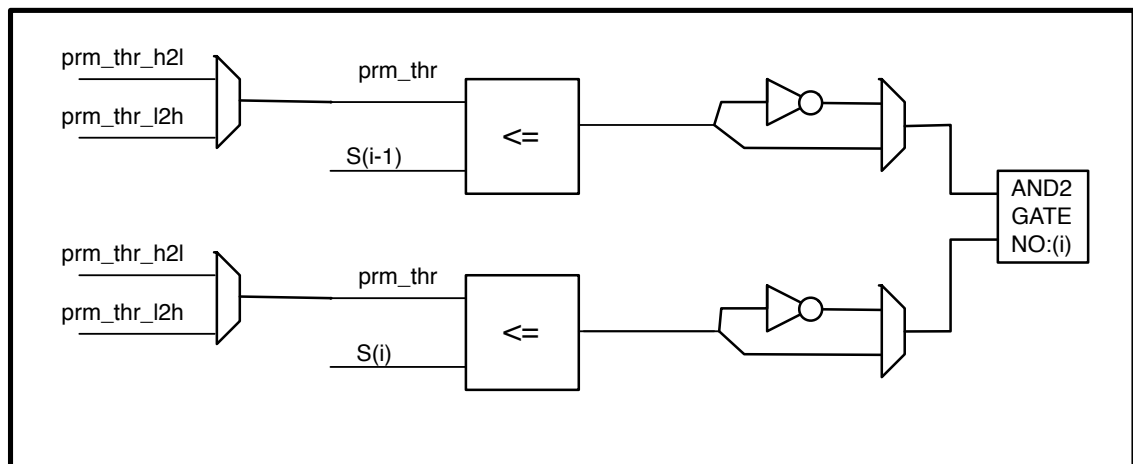 prm_thr_h2l
prm_thr
prm_thr_l2h
<=
S(i-1)
AND2
GATE
NO:(i)
prm_thr_h2l
prm_thr
prm_thr_l2h
<=
S(i)